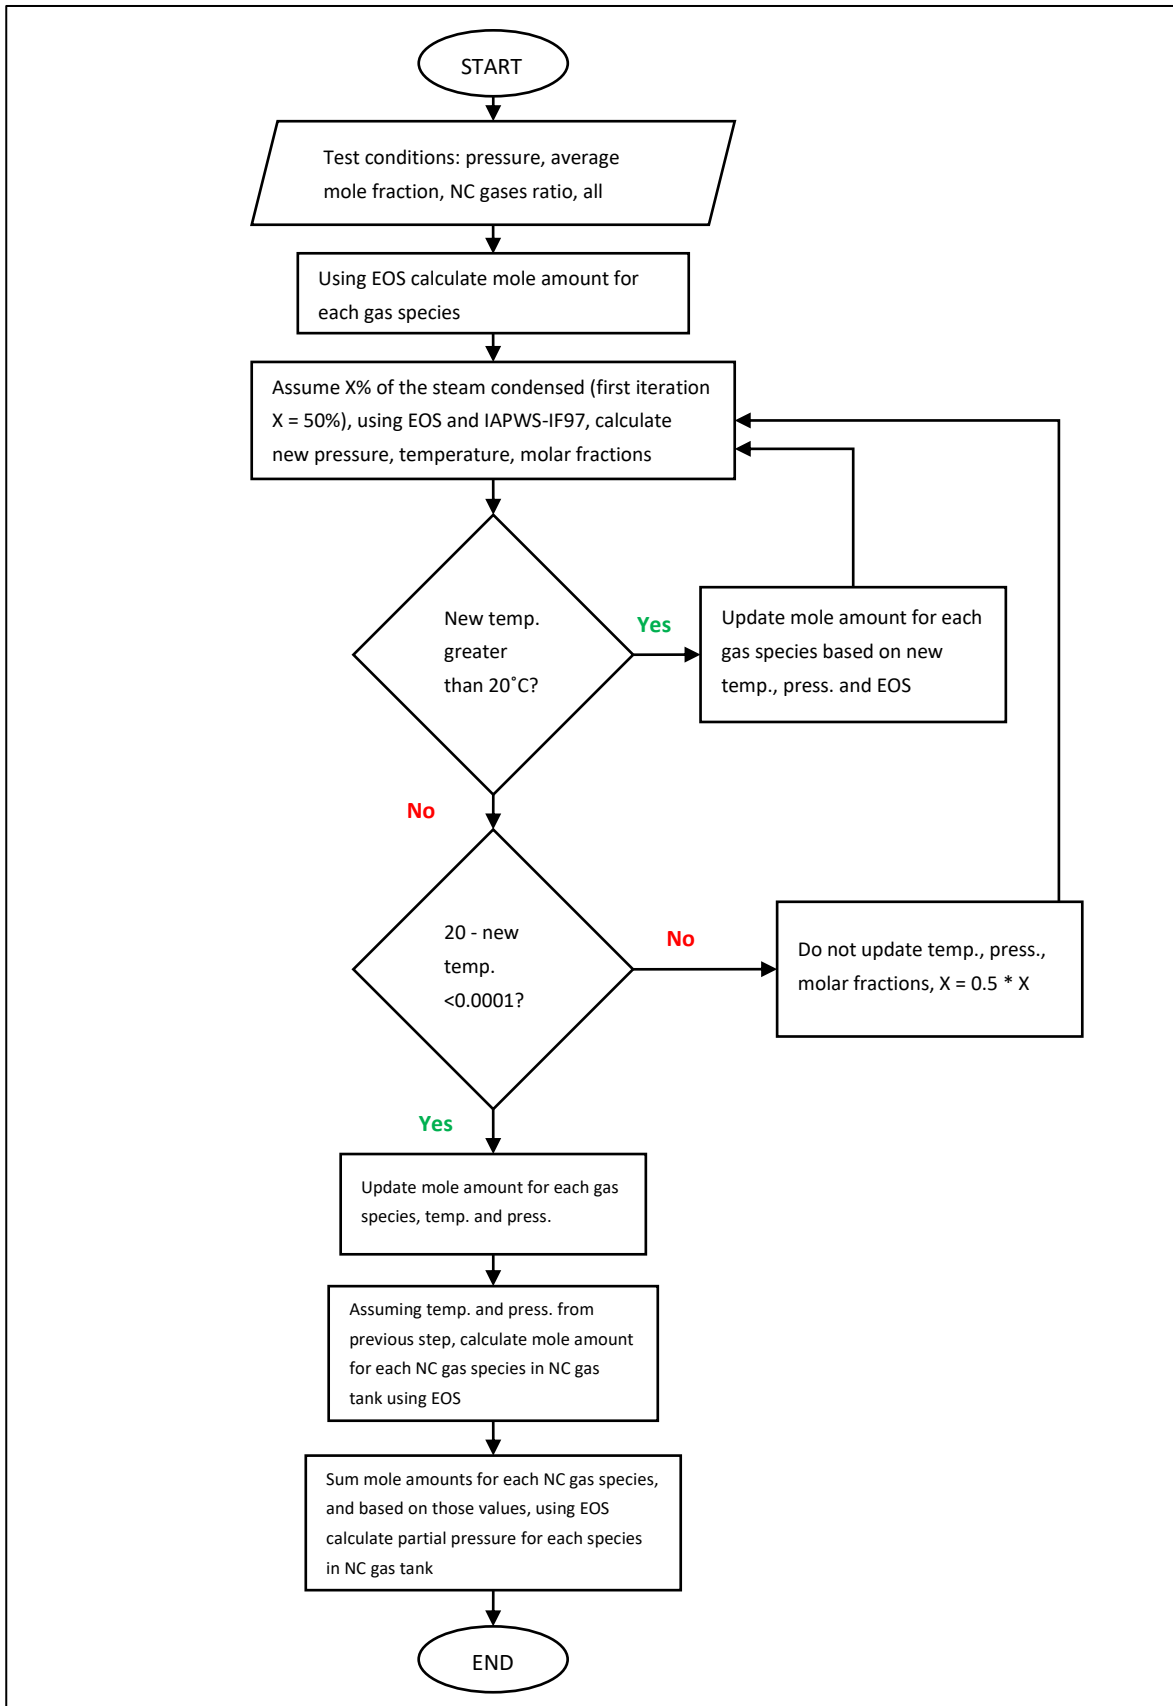 START
Test conditions: pressure, average
mole fraction, NC gases ratio, all
Using EOS calculate mole amount for
each gas species
Assume X% of the steam condensed (first iteration
X = 50%), using EOS and IAPWS-IF97, calculate
new pressure, temperature, molar fractions
New temp.
greater
than 20˚C?
Yes
Update mole amount for each
gas species based on new
temp., press. and EOS
No
20 - new
temp.
<0.0001?
No
Do not update temp., press.,
molar fractions, X = 0.5 * X
Yes
Update mole amount for each gas
species, temp. and press.
Assuming temp. and press. from
previous step, calculate mole amount
for each NC gas species in NC gas
tank using EOS
Sum mole amounts for each NC gas species,
and based on those values, using EOS
calculate partial pressure for each species
in NC gas tank
END